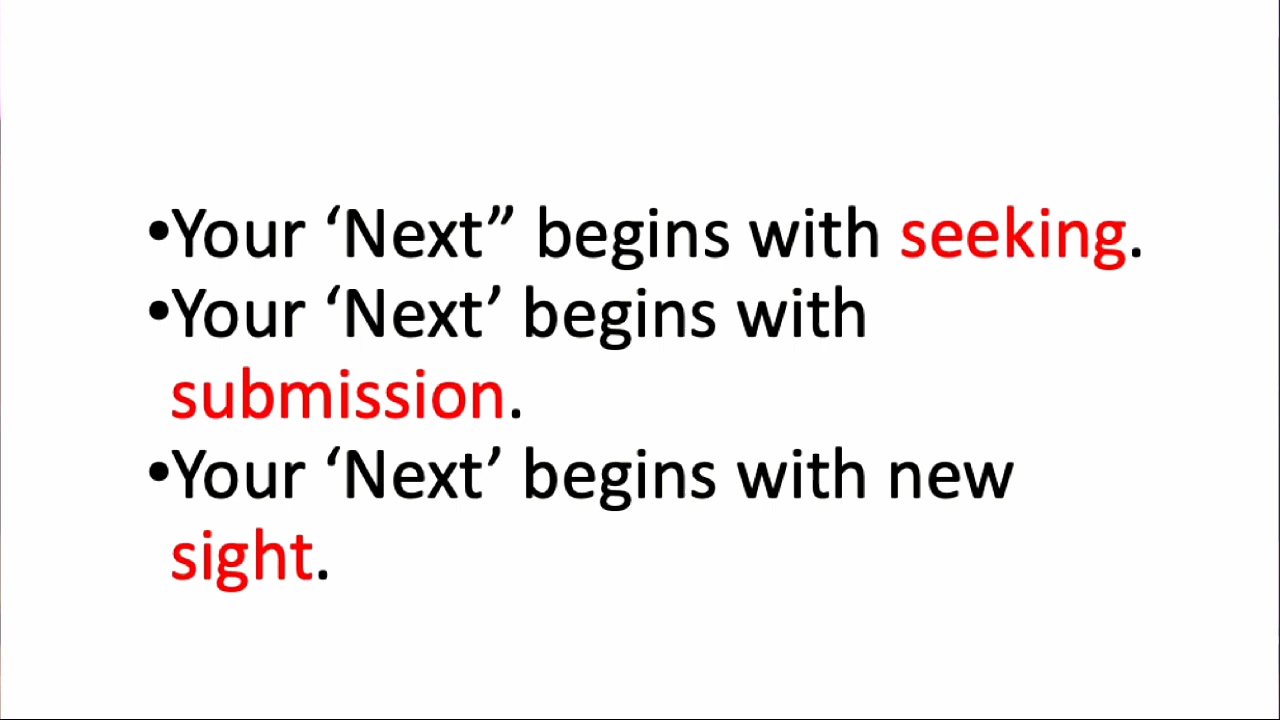 •Your ‘Next” begins with seeking.
•Your ‘Next’ begins with
submission.
•Your ‘Next’ begins with new
sight.